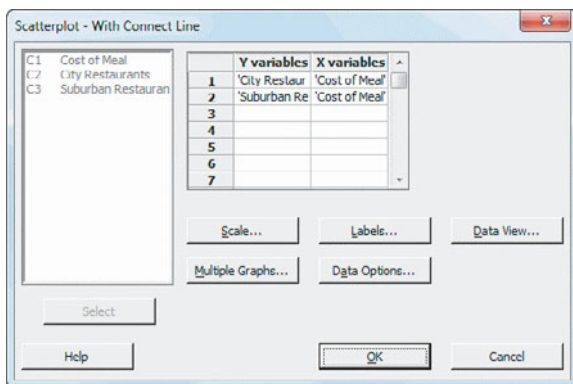 Scatterplot - With Connect Line
C1 Cost of Meal
C2 City Restaurants
C3 Suburban Restauran
Y variables X variables
1 'City Restaur 'Cost of Meal'
2 'Suburban Re 'Cost of Meal'
3
4
5
6
7
Scale... Labels... Data View...
Multiple Graphs... Data Options...
Select
Help OK Cancel